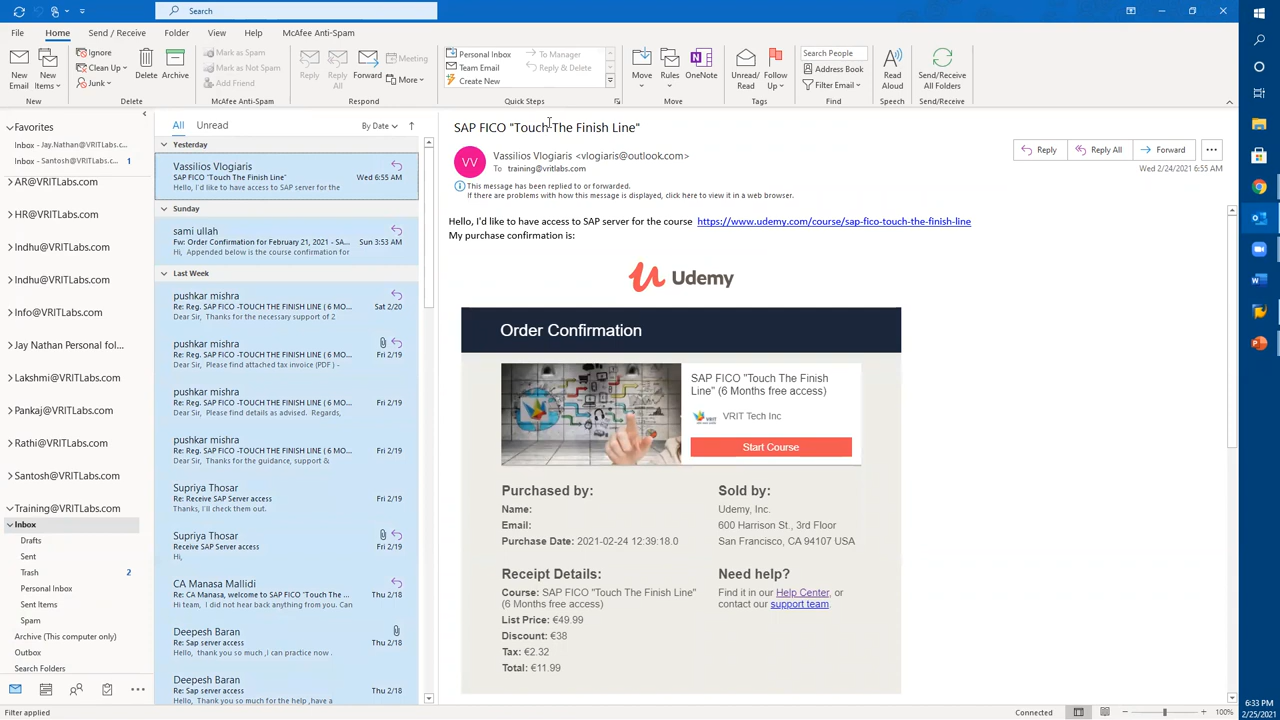 Search
File Home Send / Receive Folder View Help McAfee Anti-Spam
New Email
New Items
New
Ignore
Clean Up
Junk
Delete
Archive
Delete
Mark as Spam
Mark as Not Spam
Add Friend
McAfee Anti-Spam
Reply
Reply All
Forward
Meeting
More
Respond
Personal Inbox
Team Email
Create New
To Manager
Reply & Delete
Quick Steps
Move
Rules
OneNote
Move
Unread/ Read
Follow Up
Tags
Search People
Address Book
Filter Email
Find
Read Aloud
Speech
Send/Receive All Folders
Send/Receive
Favorites
Inbox - Jay.Nathan@VRITLabs.c...
Inbox - Santosh@VRITLabs.c... 1
AR@VRITLabs.com
HR@VRITLabs.com
Indhu@VRITLabs.com
Indhu@VRITLabs.com
Info@VRITLabs.com
Jay Nathan Personal fol...
Lakshmi@VRITLabs.com
Pankaj@VRITLabs.com
Rathi@VRITLabs.com
Santosh@VRITLabs.com
Training@VRITLabs.com
Inbox
Drafts
Sent
Trash 2
Personal Inbox
Sent Items
Spam
Archive (This computer only)
Outbox
Search Folders
Filter applied
All Unread By Date
Yesterday
Vassilios Vlogiaris
SAP FICO "Touch The Finish Line" Wed 6:55 AM
Hello, I'd like to have access to SAP server for the
Sunday
sami ullah
Fw: Order Confirmation for February 21, 2021 - SA... Sun 3:53 AM
Hi, Appended below is the course confirmation for
Last Week
pushkar mishra
Re: Reg. SAP FICO -TOUCH THE FINISH LINE ( 6 MO... Sat 2/20
Dear Sir, Thanks for the necessary support of 2
pushkar mishra
Re: Reg. SAP FICO -TOUCH THE FINISH LINE ( 6 MO... Fri 2/19
Dear Sir, Please find attached tax invoice (PDF ) -
pushkar mishra
Re: Reg. SAP FICO -TOUCH THE FINISH LINE ( 6 MO... Fri 2/19
Dear Sir, Please find details as advised. Regards,
pushkar mishra
Re: Reg. SAP FICO -TOUCH THE FINISH LINE ( 6 MO... Fri 2/19
Dear Sir, Thanks for the guidance, support &
Supriya Thosar
Re: Receive SAP Server access Fri 2/19
Thanks, I'll check them out.
Supriya Thosar
Receive SAP Server access Fri 2/19
Hi,
CA Manasa Mallidi
Re: CA Manasa, welcome to SAPFICO 'Touch The ... Thu 2/18
Hi team, I did not hear back anything from you. Can
Deepesh Baran
Re: Sap server access Thu 2/18
Hello, thank you so much ,I can practice now .
Deepesh Baran
Re: Sap server access Thu 2/18
Hello, thank you so much for the help ,have a
SAP FICO "Touch The Finish Line"
VV
Vassilios Vlogiaris <vlogiaris@outlook.com>
To training@vritlabs.com
Reply Reply All Forward
Wed 2/24/2021 6:55 AM
This message has been replied to or forwarded.
If there are problems with how this message is displayed, click here to view it in a web browser.
Hello, I'd like to have access to SAP server for the course https://www.udemy.com/course/sap-fico-touch-the-finish-line
My purchase confirmation is:
Udemy
Order Confirmation
SAP FICO "Touch The Finish
Line" (6 Months free access)
VRIT Tech Inc
Start Course
Purchased by:
Name:
Email:
Purchase Date: 2021-02-24 12:39:18.0
Sold by:
Udemy, Inc.
600 Harrison St., 3rd Floor
San Francisco, CA 94107 USA
Receipt Details:
Course: SAP FICO "Touch The Finish Line"
(6 Months free access)
List Price: €49.99
Discount: €38
Tax: €2.32
Total: €11.99
Need help?
Find it in our Help Center, or
contact our support team.
Connected
100%
6:33 PM
2/25/2021